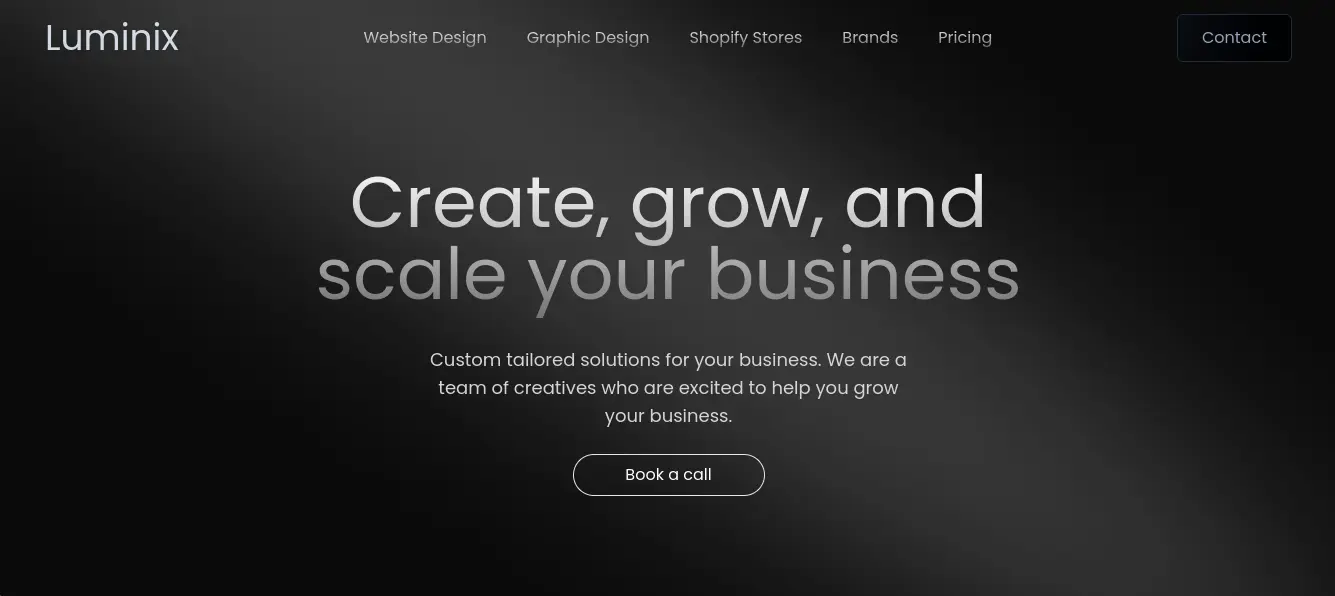 Luminix
Website Design
Graphic Design
Shopify Stores
Brands
Pricing
Contact
Create, grow, and
scale your business
Custom tailored solutions for your business. We are a
team of creatives who are excited to help you grow
your business.
Book a call